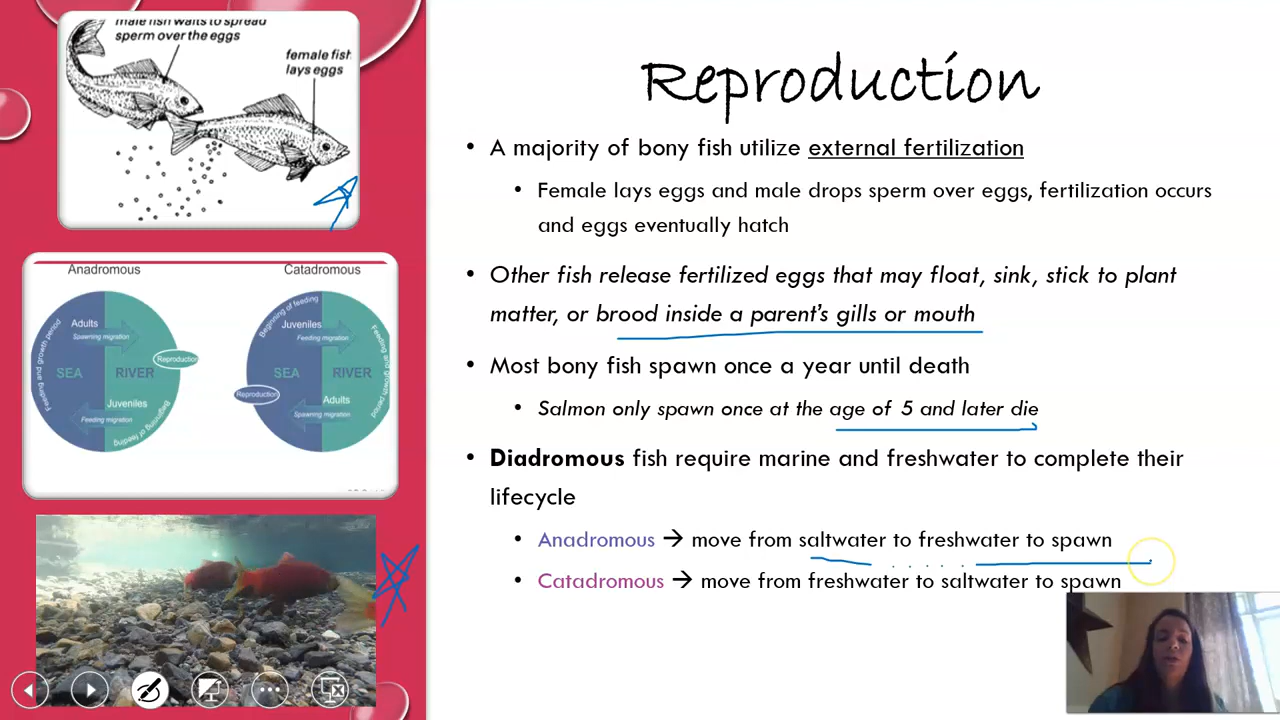 male fish waits to spread
sperm over the eggs
female fish
lays eggs
Anadromous
Adults
Spawning migration
Feeding and growth period
SEA
RIVER
Reproduction
Juveniles
Feeding migration
Beginning of feeding
Catadromous
Beginning of feeding
Juveniles
Feeding migration
SEA
RIVER
Feeding and growth period
Reproduction
Adults
Spawning migration
Reproduction
• A majority of bony fish utilize external fertilization
• Female lays eggs and male drops sperm over eggs, fertilization occurs
and eggs eventually hatch
• Other fish release fertilized eggs that may float, sink, stick to plant
matter, or brood inside a parent's gills or mouth
• Most bony fish spawn once a year until death
• Salmon only spawn once at the age of 5 and later die
• Diadromous fish require marine and freshwater to complete their
lifecycle
• Anadromous → move from saltwater to freshwater to spawn
• Catadromous → move from freshwater to saltwater to spawn